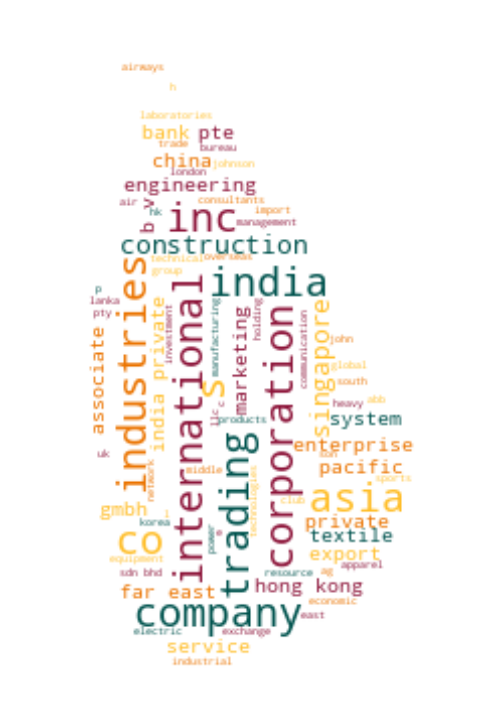 airways
h
laboratories
bank pte
trade bureau
china johnson
london
engineering
air b v consultants
hk inc import
management
construction
technical overseas
group
india
p
lanka
pty
industries
international
india private
investment
s
manufacturing
marketing
holding
corporation
communication
singapore
associate
john
global
south
abb
heavy
c
llc
products
system
trading
enterprise
son
uk
network
middle
technologies
pacific
sports
club
asia
gmbh
korea
l
co
power
e
private
textile
export
equipment
sdn bhd
resource ag
apparel
far east
hong kong
economic
company
east
electric exchange
service
industrial